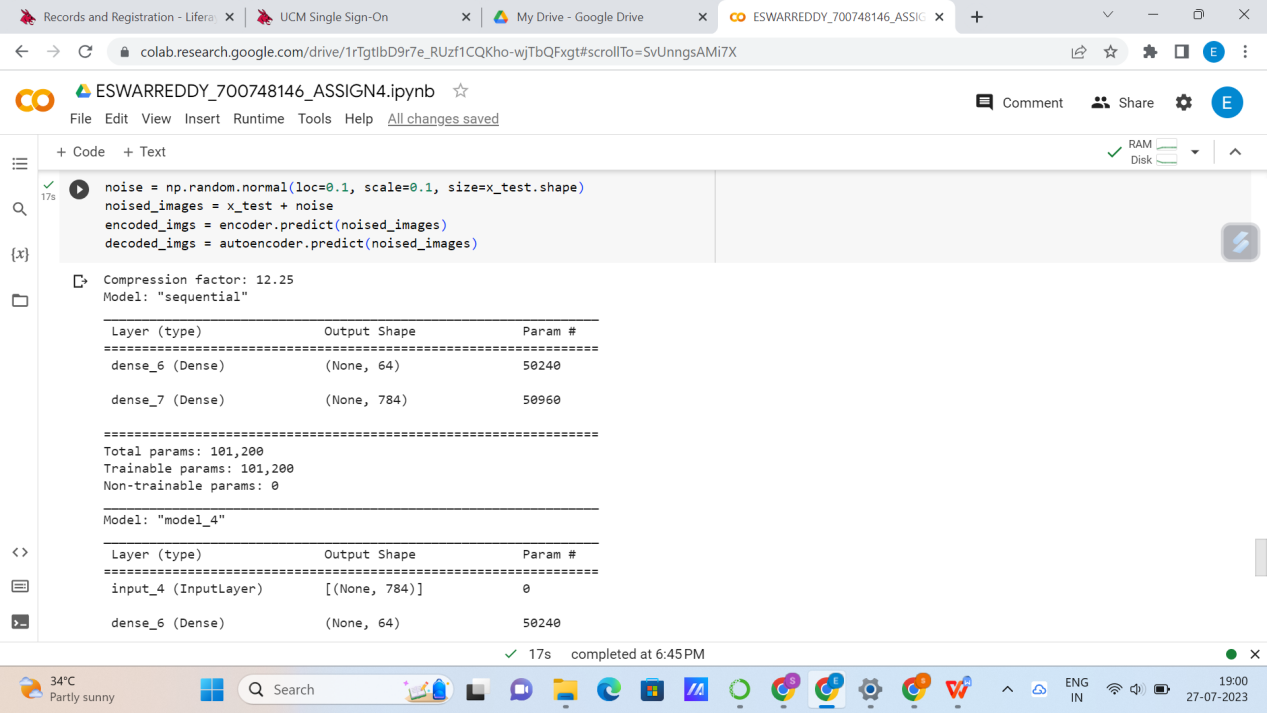 Records and Registration - Liferay
UCM Single Sign-On
My Drive - Google Drive
ESWARREDDY_700748146_ASSIG
colab.research.google.com/drive/1rTgtIbD9r7e_RUzf1CQKho-wjTbQFxgt#scrollTo=SvUnngsAMi7X
E
ESWARREDDY_700748146_ASSIGN4.ipynb
File Edit View Insert Runtime Tools Help All changes saved
Comment Share E
+ Code + Text
RAM
Disk
17s
noise = np.random.normal(loc=0.1, scale=0.1, size=x_test.shape)
noised_images = x_test + noise
encoded_imgs = encoder.predict(noised_images)
decoded_imgs = autoencoder.predict(noised_images)
{x}
Compression factor: 12.25
Model: "sequential"
_________________________________________________________________
Layer (type) Output Shape Param #
=================================================================
dense_6 (Dense) (None, 64) 50240
dense_7 (Dense) (None, 784) 50960
=================================================================
Total params: 101,200
Trainable params: 101,200
Non-trainable params: 0
_________________________________________________________________
Model: "model_4"
_________________________________________________________________
Layer (type) Output Shape Param #
=================================================================
input_4 (InputLayer) [(None, 784)] 0
dense_6 (Dense) (None, 64) 50240
17s completed at 6:45 PM
34°C
Partly sunny
Search
S
E
S
W
ENG
IN
19:00
27-07-2023